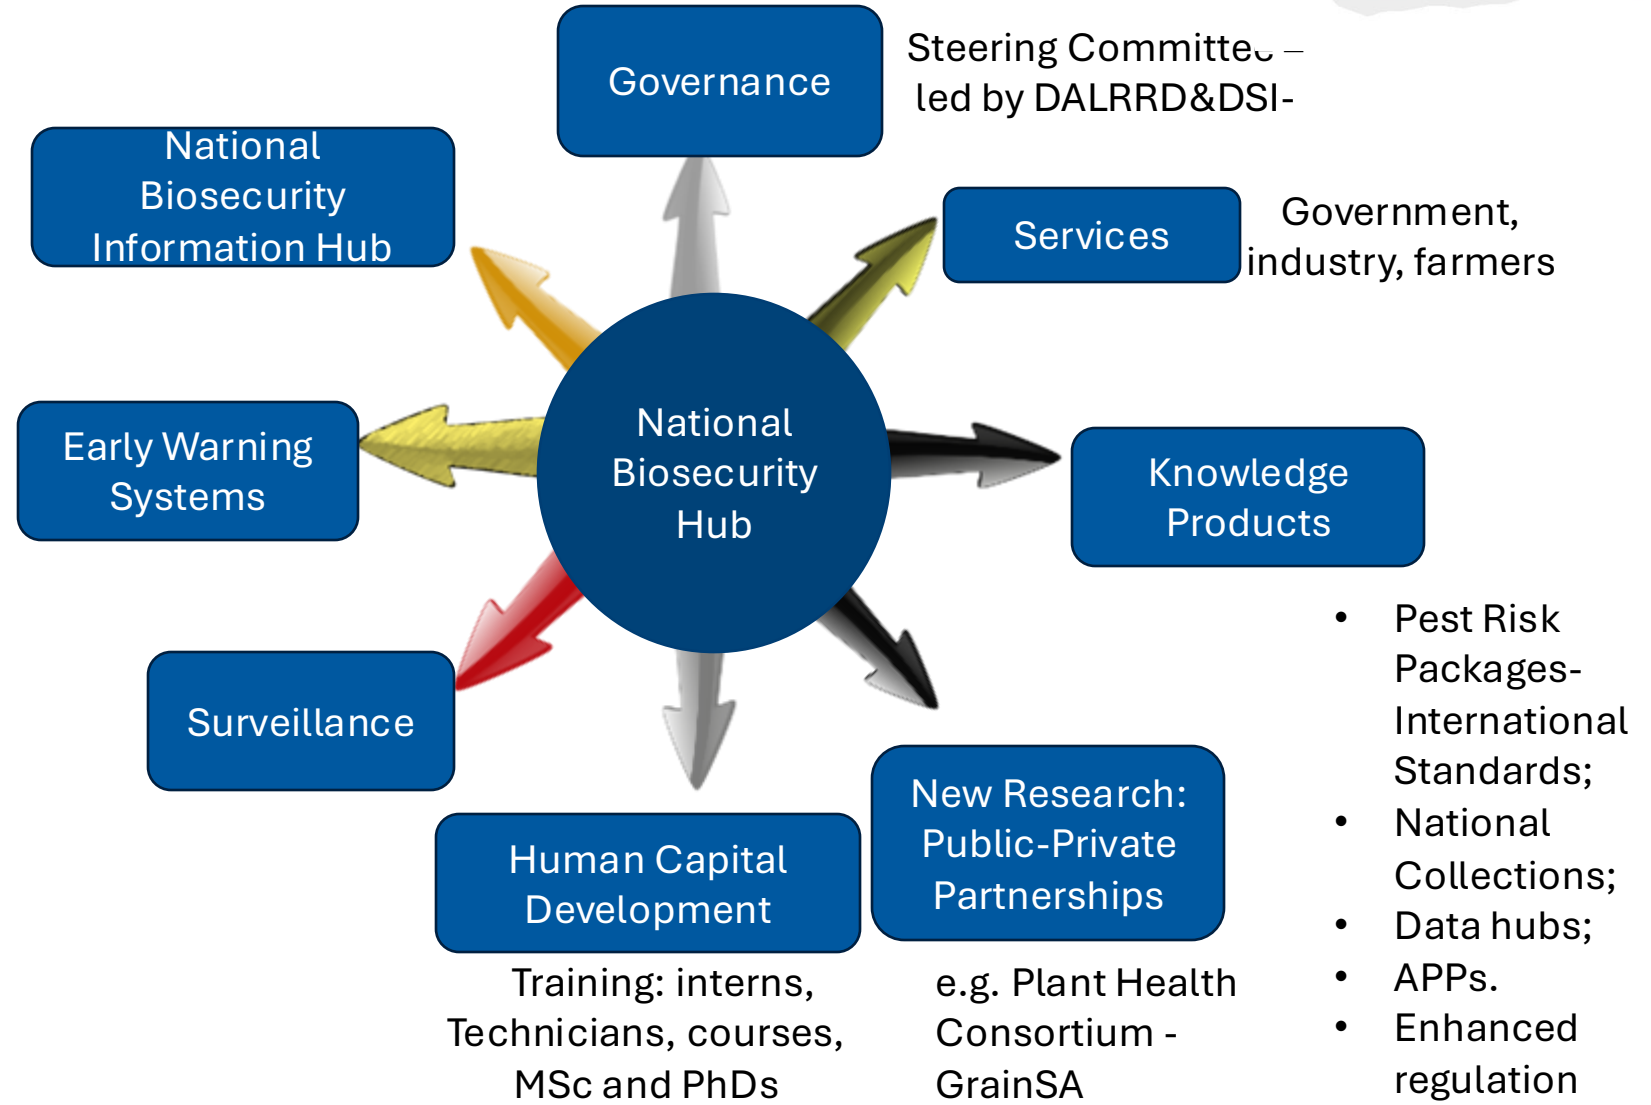 Governance
Steering Committee –
led by DALRRD&DSI-
National
Biosecurity
Information Hub
Services
Government,
industry, farmers
Early Warning
Systems
National
Biosecurity
Hub
Knowledge
Products
• Pest Risk
Packages-
International
Standards;
• National
Collections;
• Data hubs;
• APPs.
• Enhanced
regulation
Surveillance
New Research:
Public-Private
Partnerships
e.g. Plant Health
Consortium -
GrainSA
Human Capital
Development
Training: interns,
Technicians, courses,
MSc and PhDs